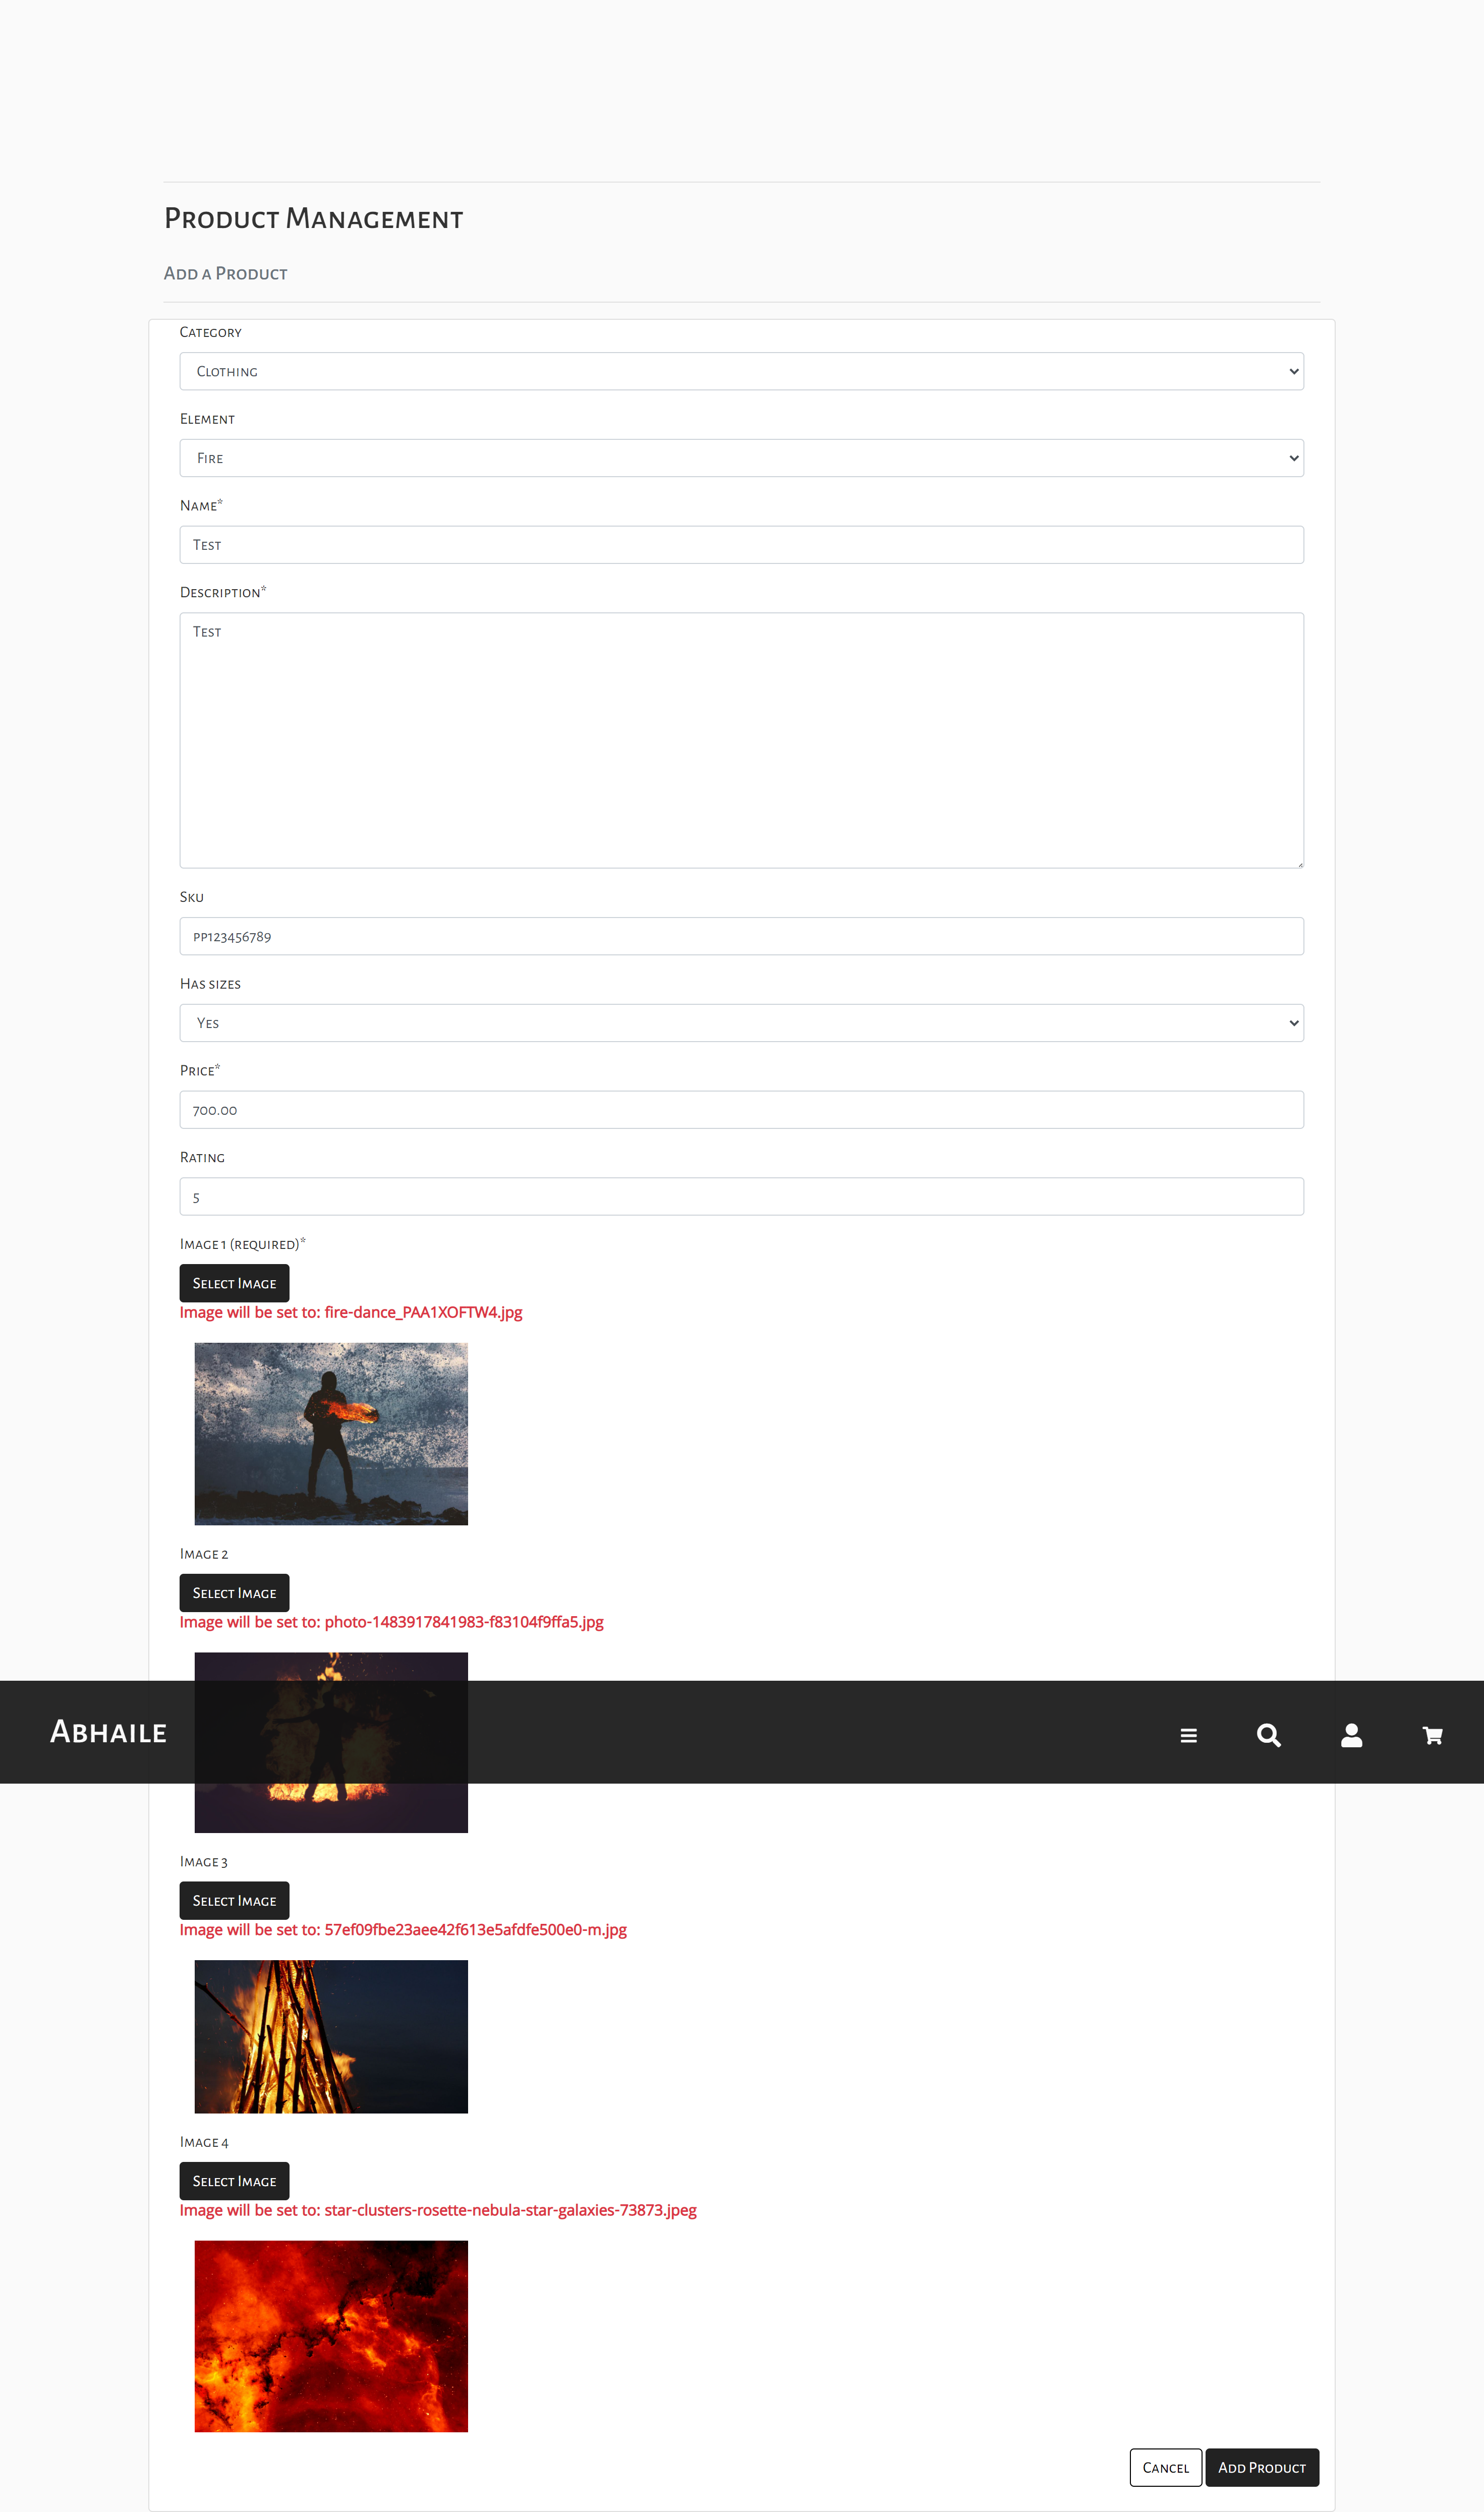 Product Management
Add a Product
Category
Clothing
Element
Fire
Name*
Test
Description*
Test
Sku
pp123456789
Has sizes
Yes
Price*
700.00
Rating
5
Image 1 (required)*
Select Image
Image will be set to: fire-dance_PAA1XOFTW4.jpg
Image 2
Select Image
Image will be set to: photo-1483917841983-f83104f9ffa5.jpg
Abhaile
Image 3
Select Image
Image will be set to: 57ef09fbe23aee42f613e5afdfe500e0-m.jpg
Image 4
Select Image
Image will be set to: star-clusters-rosette-nebula-star-galaxies-73873.jpeg
Cancel Add Product